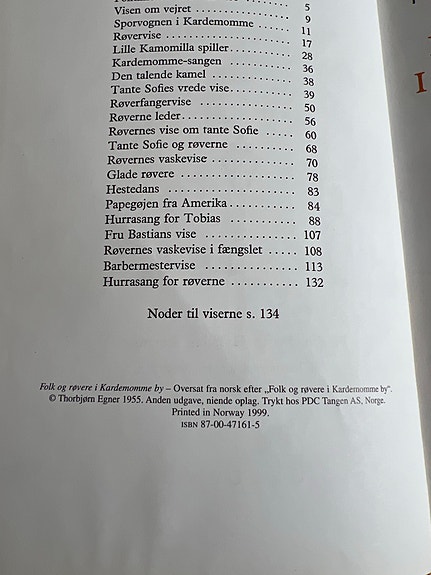 Visen om vejret . . . . . . . . . . . . . . . . . 5
Sporvognen i Kardemomme . . . . . . . . 9
Røvervise . . . . . . . . . . . . . . . . . . . . . . 11
Lille Kamomilla spiller . . . . . . . . . . . . 17
Kardemomme-sangen . . . . . . . . . . . . . 28
Den talende kamel . . . . . . . . . . . . . . . 36
Tante Sofies vrede vise . . . . . . . . . . . . 38
Røverfangervise . . . . . . . . . . . . . . . . . 39
Røverne leder . . . . . . . . . . . . . . . . . . . 50
Røvernes vise om tante Sofie . . . . . . . 56
Tante Sofie og røverne . . . . . . . . . . . . 60
Røvernes vaskevise . . . . . . . . . . . . . . . 68
Glade røvere . . . . . . . . . . . . . . . . . . . . 70
Hestedans . . . . . . . . . . . . . . . . . . . . . . 78
Papegøjen fra Amerika . . . . . . . . . . . . 83
Hurrasang for Tobias . . . . . . . . . . . . . 84
Fru Bastians vise . . . . . . . . . . . . . . . . 88
Røvernes vaskevise i fængslet . . . . . 107
Barbermestervise . . . . . . . . . . . . . . . 108
Hurrasang for røverne . . . . . . . . . . . 113
132
Noder til viserne s. 134
Folk og røvere i Kardemomme by – Oversat fra norsk efter „Folk og røvere i Kardemomme by“.
© Thorbjørn Egner 1955. Anden udgave, niende oplag. Trykt hos PDC Tangen AS, Norge.
Printed in Norway 1999.
ISBN 87-00-47161-5